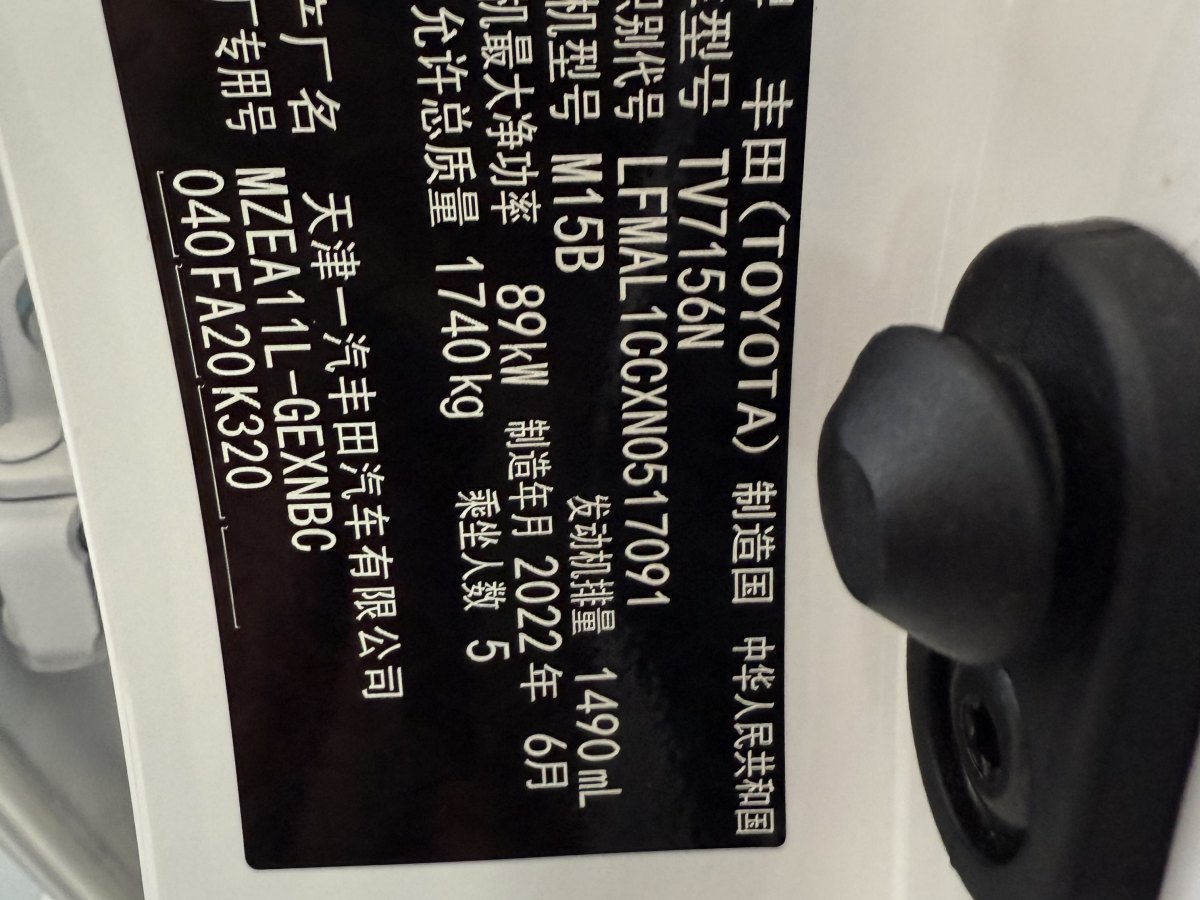 丰田(TOYOTA) 制造国 中华人民共和国
型号 TV7156N
识别代号 LFMAL1CCXN0517091
机型号 M15B 发动机排量 1490mL
机最大净功率 89kW 制造年月 2022年 6月
允许总质量 1740kg 乘坐人数 5
产厂名 天津一汽丰田汽车有限公司
厂专用号 MZEA11L-GEXNBC
040FA20K320